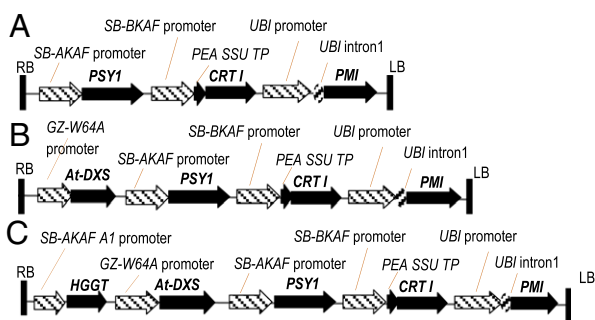 A
SB-BKAF promoter
UBI promoter
SB-AKAF promoter
PEA SSU TP
UBI intron1
RB
PSY1
CRT I
PMI
LB
B
GZ-W64A promoter
SB-BKAF promoter
UBI promoter
SB-AKAF promoter
PEA SSU TP
UBI intron1
RB
At-DXS
PSY1
CRT I
PMI
LB
C
SB-AKAF A1 promoter
SB-BKAF promoter
UBI promoter
GZ-W64A promoter
SB-AKAF promoter
PEA SSU TP
UBI intron1
RB
HGGT
At-DXS
PSY1
CRT I
PMI
LB